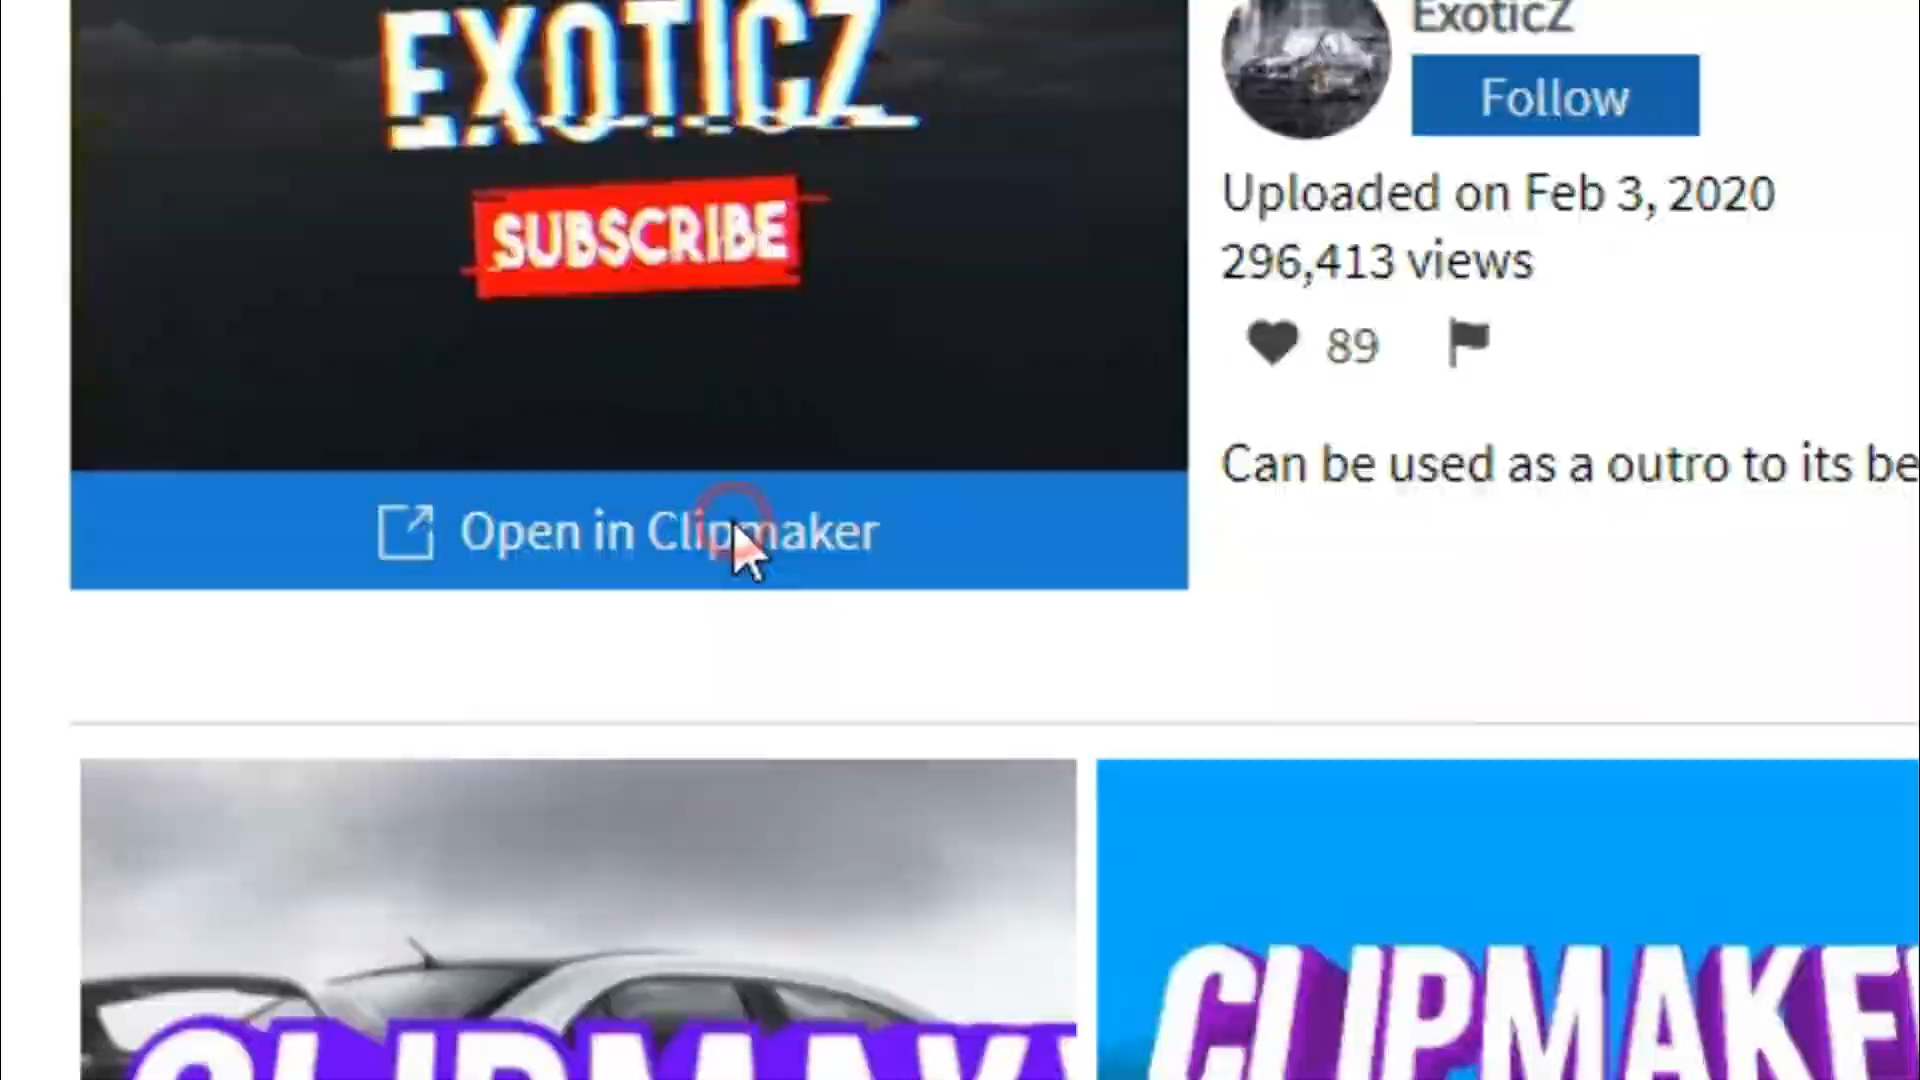 EXOTICZ
SUBSCRIBE
Open in Clipmaker
ExoticZ
Follow
Uploaded on Feb 3, 2020
296,413 views
89
Can be used as a outro to its be
CLIPMAK
CLIPMAKE